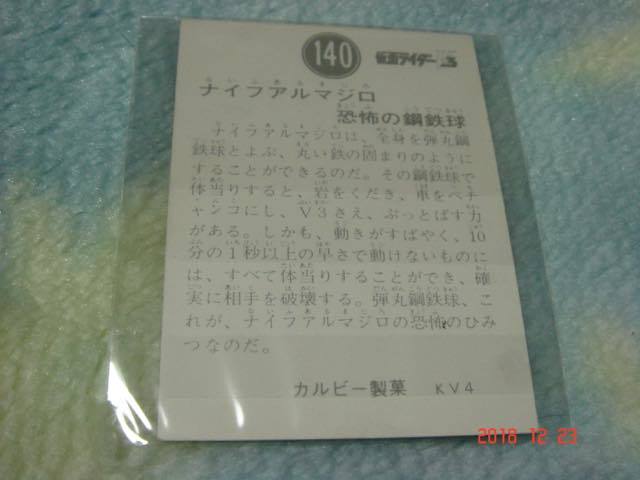 140
仮面ライダー V3
ナイフアルマジロ
恐怖の鋼鉄球
ナイフアルマジロは、全身を弾丸鋼
鉄球とよぶ、丸い鉄の固まりのように
することができるのだ。その鋼鉄球で
体当りすると、岩をくだき、車をペチ
ャンコにし、V3さえ、ぶっとばす力
がある。しかも、動きがすばやく、10
分の1秒以上の早さで動けないものに
は、すべて体当りすることができ、確
実に相手を破壊する。弾丸鋼鉄球、こ
れが、ナイフアルマジロの恐怖のひみ
つなのだ。
カルビー製菓 KV4
2018 12 23